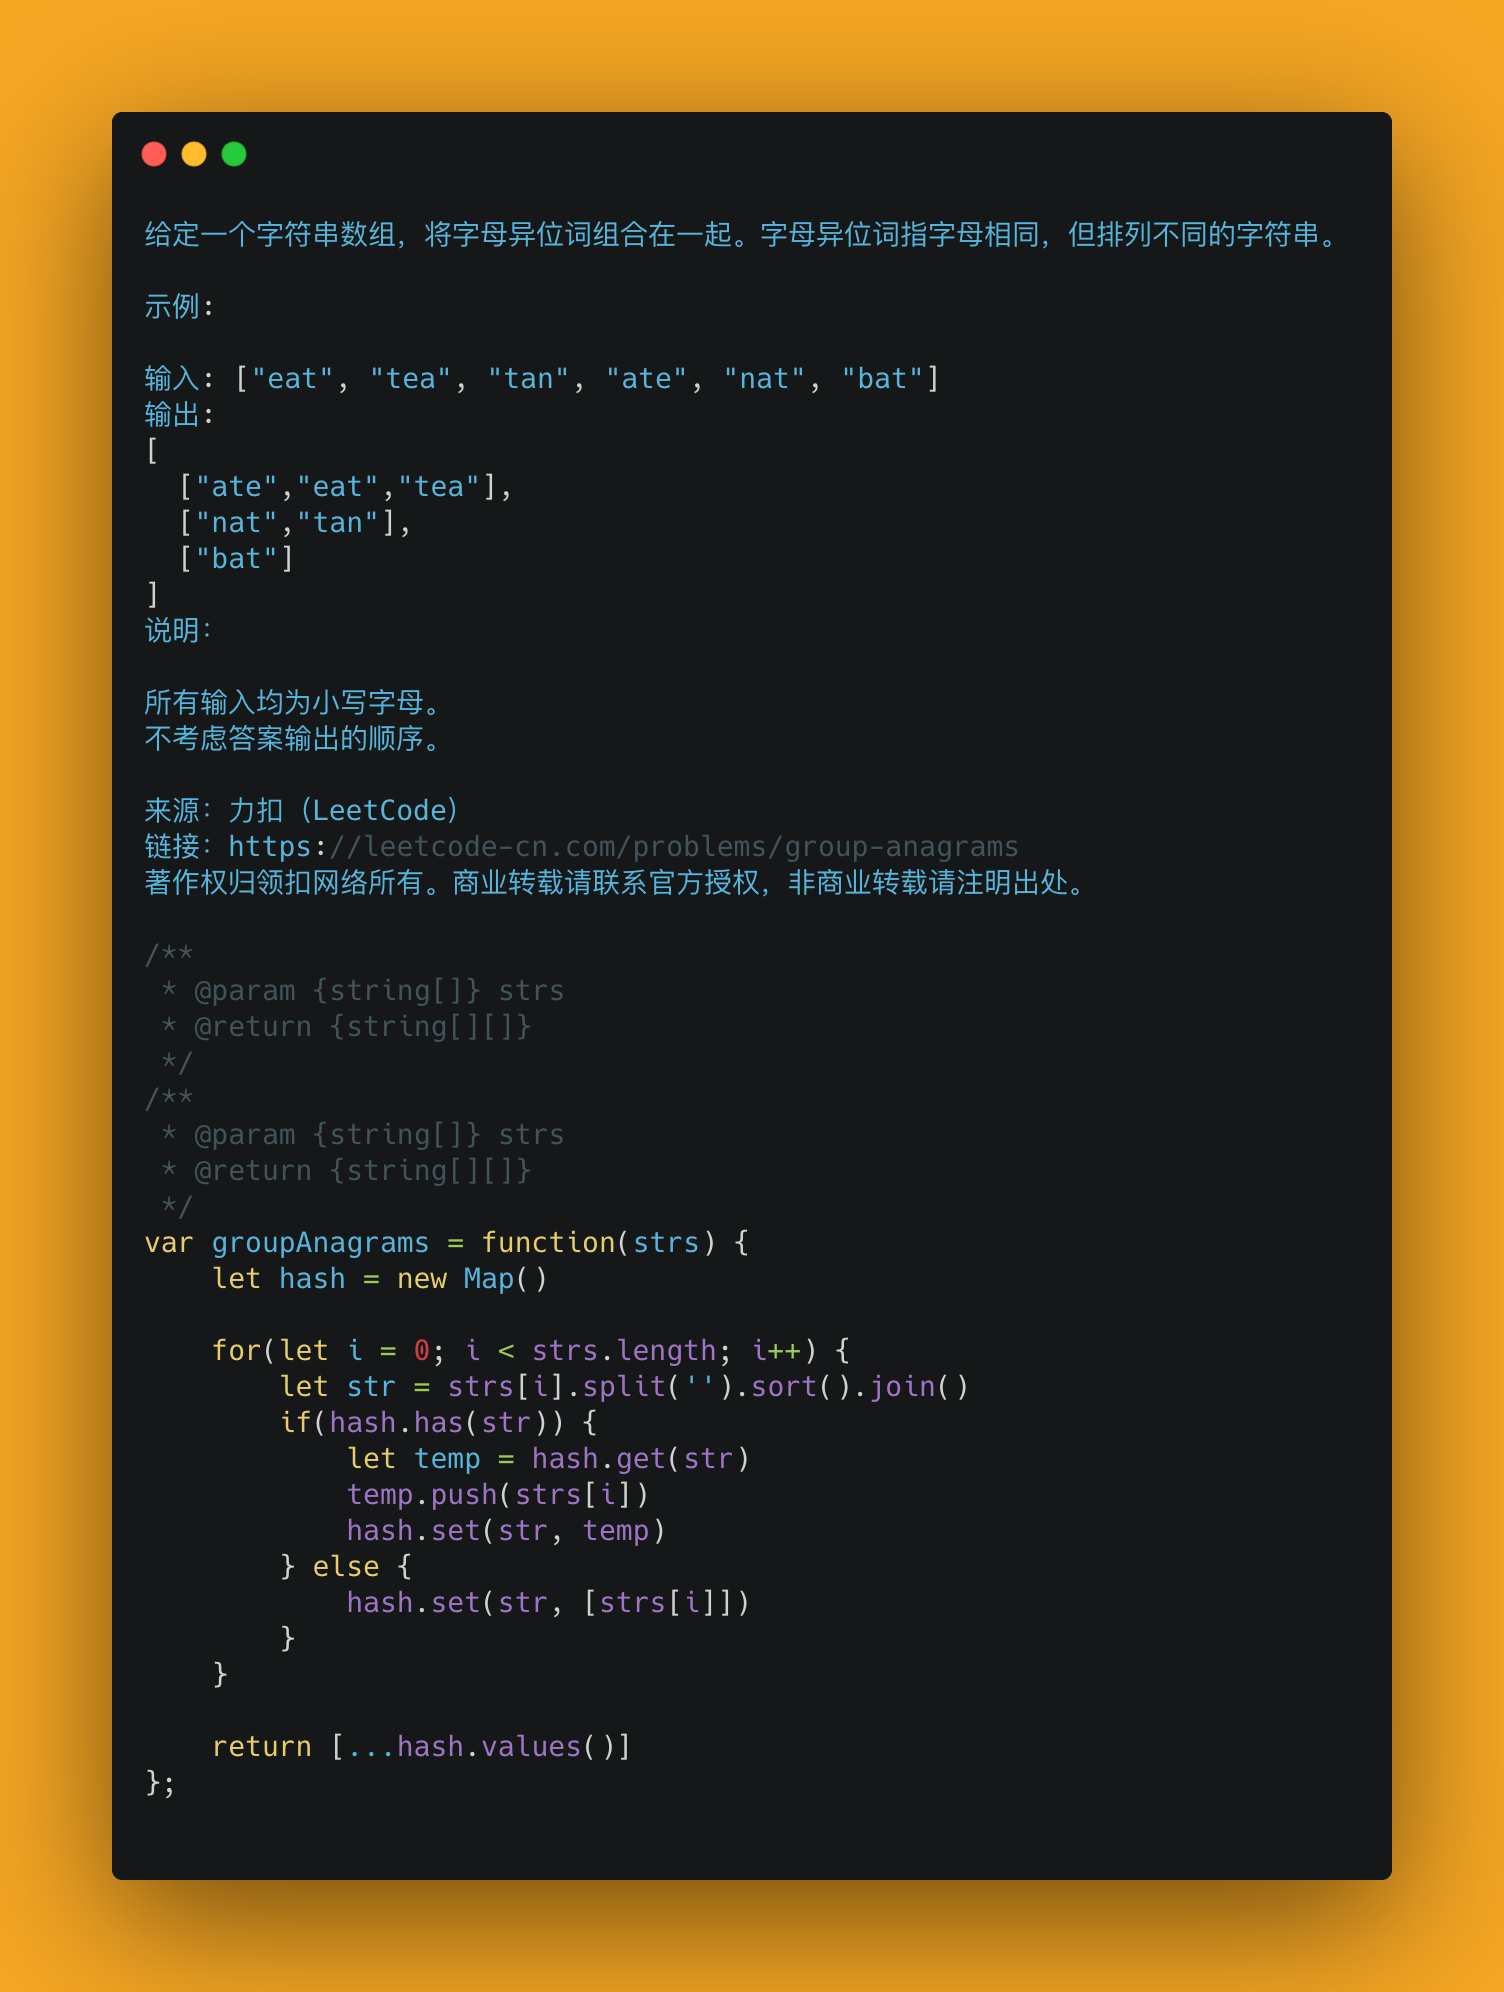 给定一个字符串数组，将字母异位词组合在一起。字母异位词指字母相同，但排列不同的字符串。
示例:
输入: ["eat", "tea", "tan", "ate", "nat", "bat"]
输出:
[
  ["ate","eat","tea"],
  ["nat","tan"],
  ["bat"]
]
说明：
所有输入均为小写字母。
不考虑答案输出的顺序。
来源：力扣（LeetCode）
链接：https://leetcode-cn.com/problems/group-anagrams
著作权归领扣网络所有。商业转载请联系官方授权，非商业转载请注明出处。
/**
 * @param {string[]} strs
 * @return {string[][]}
 */
/**
 * @param {string[]} strs
 * @return {string[][]}
 */
var groupAnagrams = function(strs) {
    let hash = new Map()
    for(let i = 0; i < strs.length; i++) {
        let str = strs[i].split('').sort().join()
        if(hash.has(str)) {
            let temp = hash.get(str)
            temp.push(strs[i])
            hash.set(str, temp)
        } else {
            hash.set(str, [strs[i]])
        }
    }
    return [...hash.values()]
};